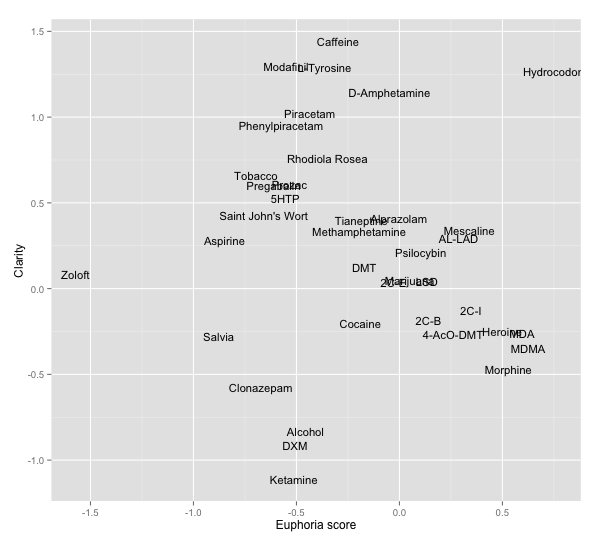 1.5
Caffeine
Modafinil
L-Tyrosine
Hydrocodon
D-Amphetamine
Piracetam
1.0
Phenylpiracetam
Rhodiola Rosea
Tobacco
Pregabalin
Prozac
5HTP
0.5
Saint John's Wort
Tianeptine
Alprazolam
Methamphetamine
Mescaline
Aspirine
AL-LAD
Psilocybin
Clarity
DMT
Zoloft
Marijuana
2C-E
LSD
0.0
2C-I
2C-B
Cocaine
Salvia
4-AcO-DMT
Heroine
MDA
MDMA
Morphine
-0.5
Clonazepam
Alcohol
DXM
-1.0
Ketamine
-1.5
-1.0
-0.5
0.0
0.5
Euphoria score